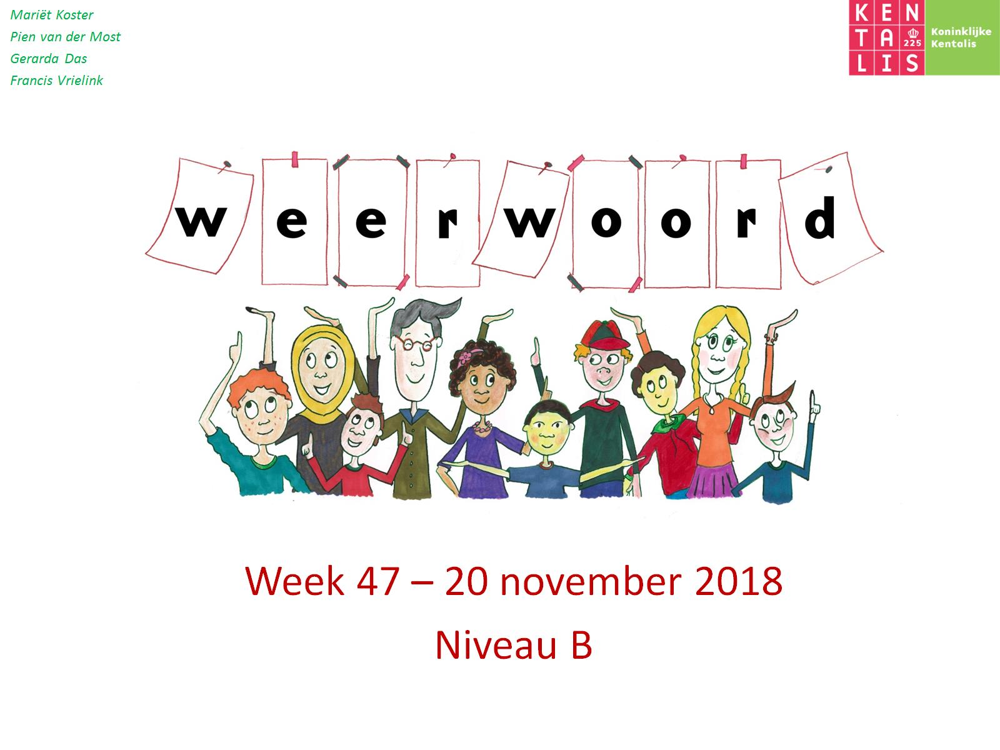 Mariët Koster
Pien van der Most
Gerarda Das
Francis Vrielink
KEN
TA 225
LIS
Koninklijke
Kentalis
weerwoord
Week 47 – 20 november 2018
Niveau B